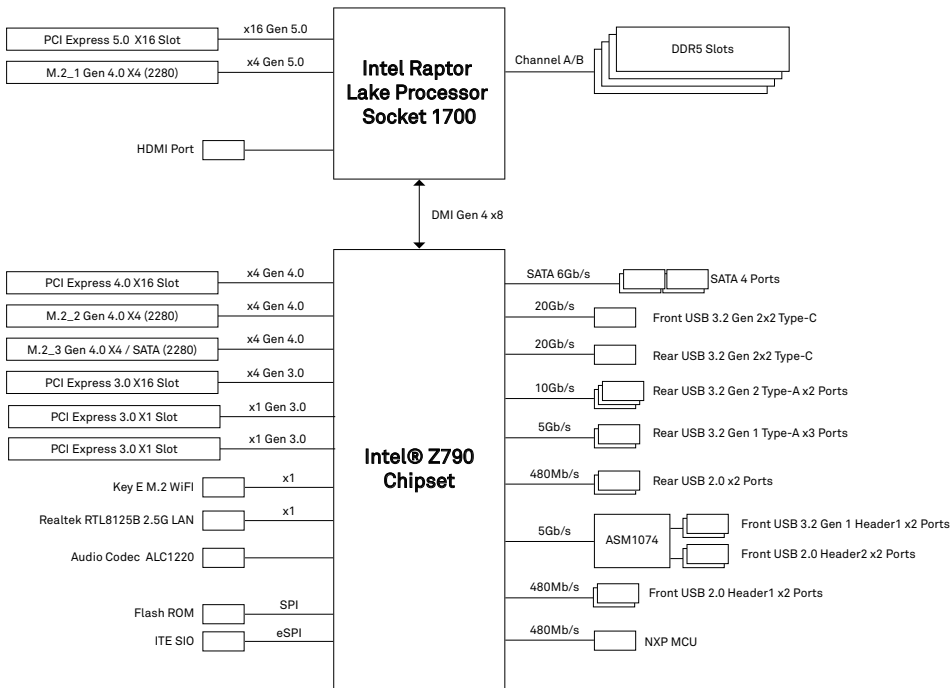 PCI Express 5.0 X16 Slot
x16 Gen 5.0
M.2_1 Gen 4.0 X4 (2280)
x4 Gen 5.0
HDMI Port
Intel Raptor
Lake Processor
Socket 1700
Channel A/B
DDR5 Slots
DMI Gen 4 x8
PCI Express 4.0 X16 Slot
x4 Gen 4.0
M.2_2 Gen 4.0 X4 (2280)
x4 Gen 4.0
M.2_3 Gen 4.0 X4 / SATA (2280)
x4 Gen 4.0
PCI Express 3.0 X16 Slot
x4 Gen 3.0
PCI Express 3.0 X1 Slot
x1 Gen 3.0
PCI Express 3.0 X1 Slot
x1 Gen 3.0
Key E M.2 WiFI
x1
Realtek RTL8125B 2.5G LAN
x1
Audio Codec ALC1220
Flash ROM
SPI
ITE SIO
eSPI
Intel® Z790
Chipset
SATA 6Gb/s
SATA 4 Ports
20Gb/s
Front USB 3.2 Gen 2x2 Type-C
20Gb/s
Rear USB 3.2 Gen 2x2 Type-C
10Gb/s
Rear USB 3.2 Gen 2 Type-A x2 Ports
5Gb/s
Rear USB 3.2 Gen 1 Type-A x3 Ports
480Mb/s
Rear USB 2.0 x2 Ports
5Gb/s
ASM1074
Front USB 3.2 Gen 1 Header1 x2 Ports
Front USB 2.0 Header2 x2 Ports
480Mb/s
Front USB 2.0 Header1 x2 Ports
480Mb/s
NXP MCU